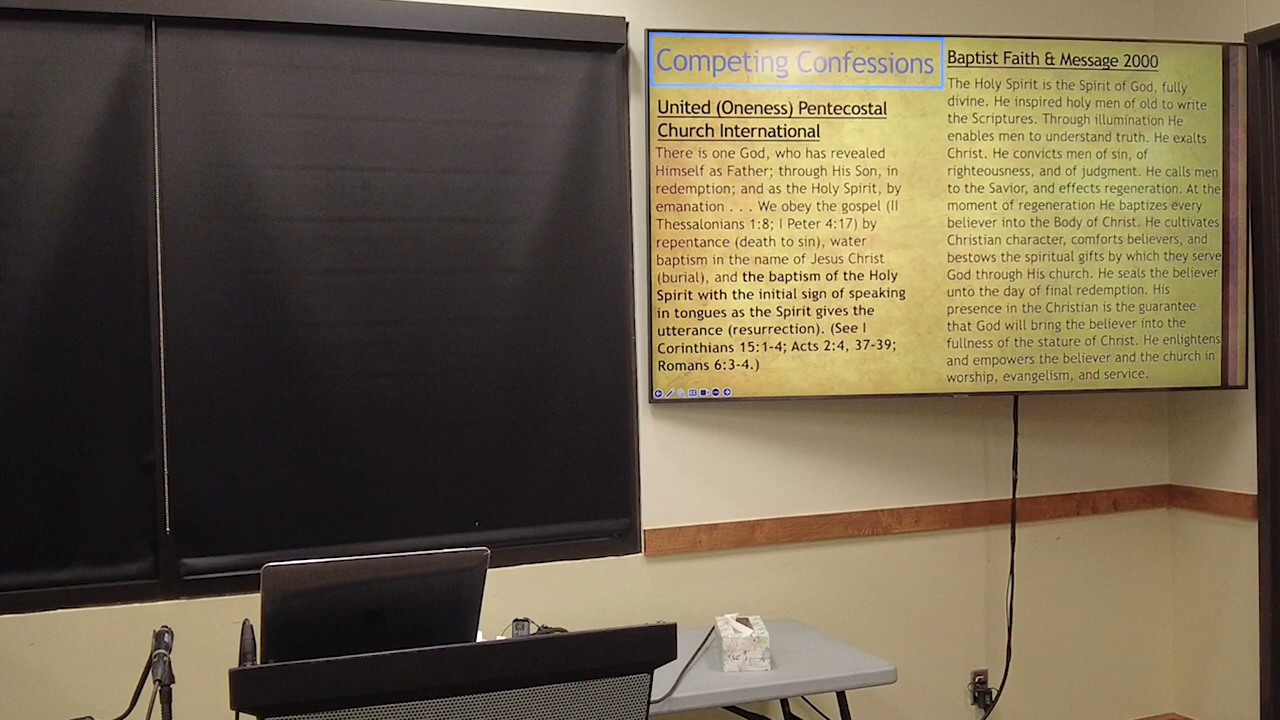 Competing Confessions
United (Oneness) Pentecostal
Church International
There is one God, who has revealed
Himself as Father; through His Son, in
redemption; and as the Holy Spirit, by
emanation . . . We obey the gospel (II
Thessalonians 1:8; I Peter 4:17) by
repentance (death to sin), water
baptism in the name of Jesus Christ
(burial), and the baptism of the Holy
Spirit with the initial sign of speaking
in tongues as the Spirit gives the
utterance (resurrection). (See I
Corinthians 15:1-4; Acts 2:4, 37-39;
Romans 6:3-4.)
Baptist Faith & Message 2000
The Holy Spirit is the Spirit of God, fully
divine. He inspired holy men of old to write
the Scriptures. Through illumination He
enables men to understand truth. He exalts
Christ. He convicts men of sin, of
righteousness, and of judgment. He calls men
to the Savior, and effects regeneration. At the
moment of regeneration He baptizes every
believer into the Body of Christ. He cultivates
Christian character, comforts believers, and
bestows the spiritual gifts by which they serve
God through His church. He seals the believer
unto the day of final redemption. His
presence in the Christian is the guarantee
that God will bring the believer into the
fullness of the stature of Christ. He enlightens
and empowers the believer and the church in
worship, evangelism, and service.